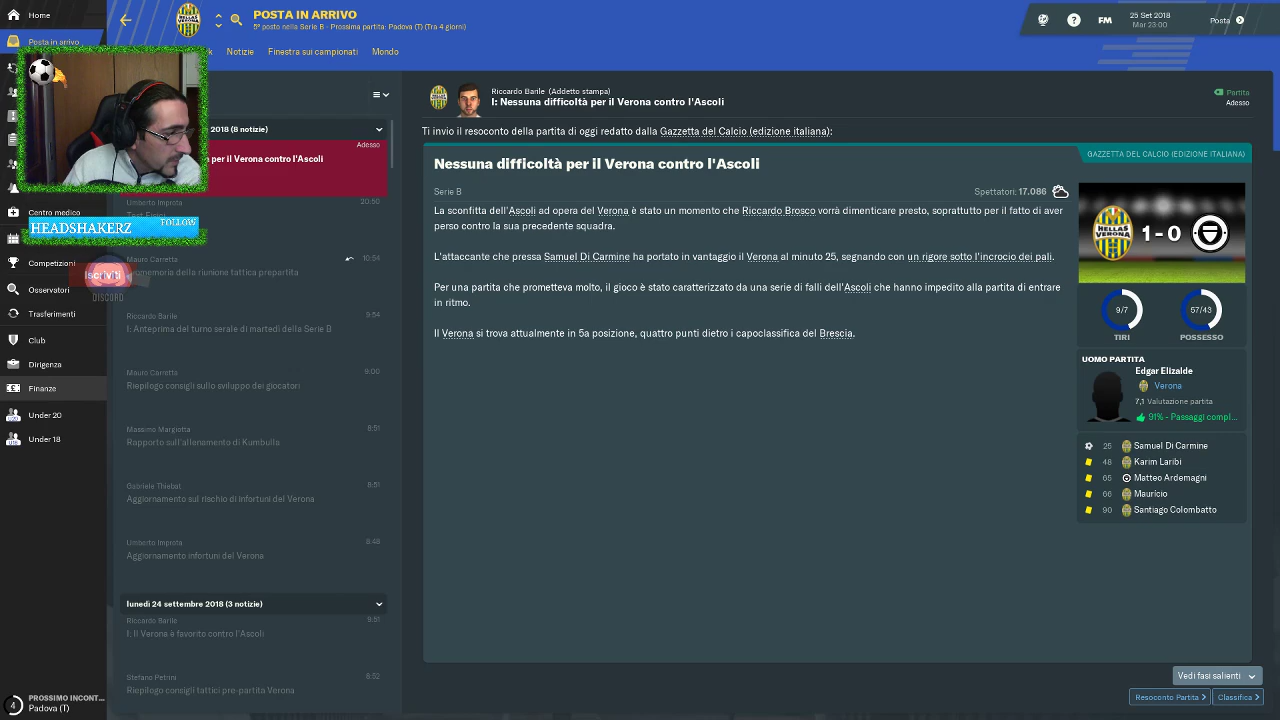 Home
POSTA IN ARRIVO
5° posto nella Serie B - Prossima partita: Padova (T) (Tra 4 giorni)
FM
25 Set 2018
Mar 23:00
Posta
Posta in arrivo
Notizie
Finestra sui campionati
Mondo
2018 (8 notizie)
Adesso
per il Verona contro l'Ascoli
Umberto Improta
20:50
Test Fisici
Mauro Carretta
10:54
Promemoria della riunione tattica prepartita
Riccardo Barile
9:54
I: Anteprima del turno serale di martedì della Serie B
Mauro Carretta
9:00
Riepilogo consigli sullo sviluppo dei giocatori
Massimo Margiotta
8:51
Rapporto sull'allenamento di Kumbulla
Gabriele Thiebat
8:51
Aggiornamento sul rischio di infortuni del Verona
Umberto Improta
8:48
Aggiornamento infortuni del Verona
lunedì 24 settembre 2018 (3 notizie)
Riccardo Barile
9:51
I: Il Verona è favorito contro l'Ascoli
Stefano Petrini
8:52
Riepilogo consigli tattici pre-partita Verona
HEADSHAKERZ
FOLLOW
Iscriviti
DISCORD
Centro medico
Competizioni
Osservatori
Trasferimenti
Club
Dirigenza
Finanze
Under 20
Under 18
4
PROSSIMO INCONT...
Padova (T)
Riccardo Barile (Addetto stampa)
I: Nessuna difficoltà per il Verona contro l'Ascoli
Partita
Adesso
Ti invio il resoconto della partita di oggi redatto dalla Gazzetta del Calcio (edizione italiana):
Nessuna difficoltà per il Verona contro l'Ascoli
GAZZETTA DEL CALCIO (EDIZIONE ITALIANA)
Serie B
Spettatori: 17.086
La sconfitta dell'Ascoli ad opera del Verona è stato un momento che Riccardo Brosco vorrà dimenticare presto, soprattutto per il fatto di aver
perso contro la sua precedente squadra.
L'attaccante che pressa Samuel Di Carmine ha portato in vantaggio il Verona al minuto 25, segnando con un rigore sotto l'incrocio dei pali.
Per una partita che prometteva molto, il gioco è stato caratterizzato da una serie di falli dell'Ascoli che hanno impedito alla partita di entrare
in ritmo.
Il Verona si trova attualmente in 5a posizione, quattro punti dietro i capoclassifica del Brescia.
HELLAS
VERONA
1 - 0
9/7
TIRI
57/43
POSSESSO
UOMO PARTITA
Edgar Elizalde
Verona
7,1 Valutazione partita
91% - Passaggi compl...
25 Samuel Di Carmine
48 Karim Laribi
65 Matteo Ardemagni
66 Maurício
90 Santiago Colombatto
Vedi fasi salienti
Resoconto Partita
Classifica